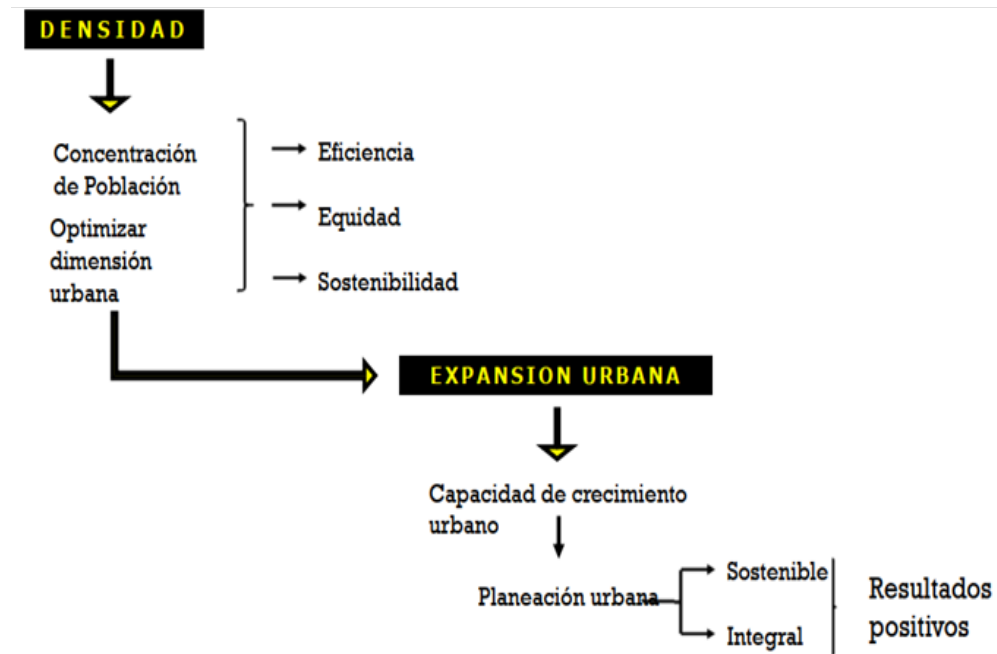 DENSIDAD
Concentración
de Población
Optimizar
dimensión
urbana
Eficiencia
Equidad
Sostenibilidad
EXPANSION URBANA
Capacidad de crecimiento
urbano
Planeación urbana
Sostenible
Integral
Resultados
positivos